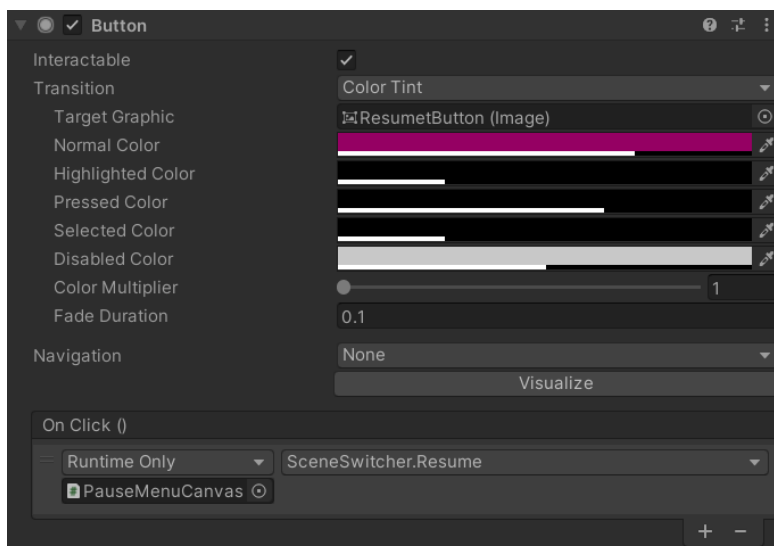 Button
Interactable
Transition Color Tint
Target Graphic ResumetButton (Image)
Normal Color
Highlighted Color
Pressed Color
Selected Color
Disabled Color
Color Multiplier 1
Fade Duration 0.1
Navigation None
Visualize
On Click ()
Runtime Only SceneSwitcher.Resume
PauseMenuCanvas